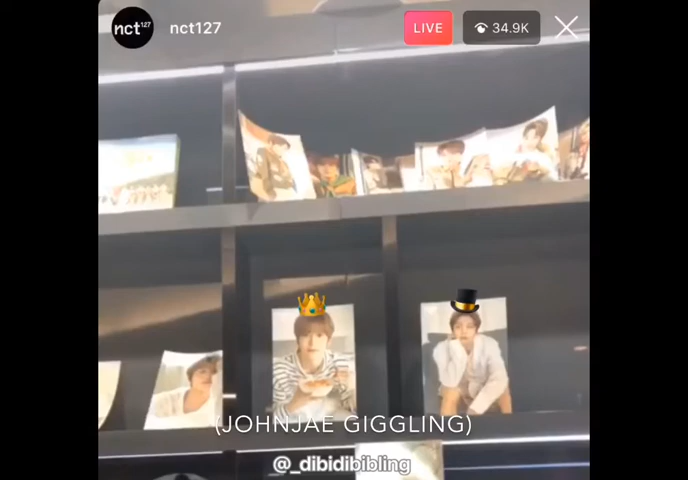 nct127
nct127
LIVE
34.9K
(JOHNJAE GIGGLING)
@_dibidibibling